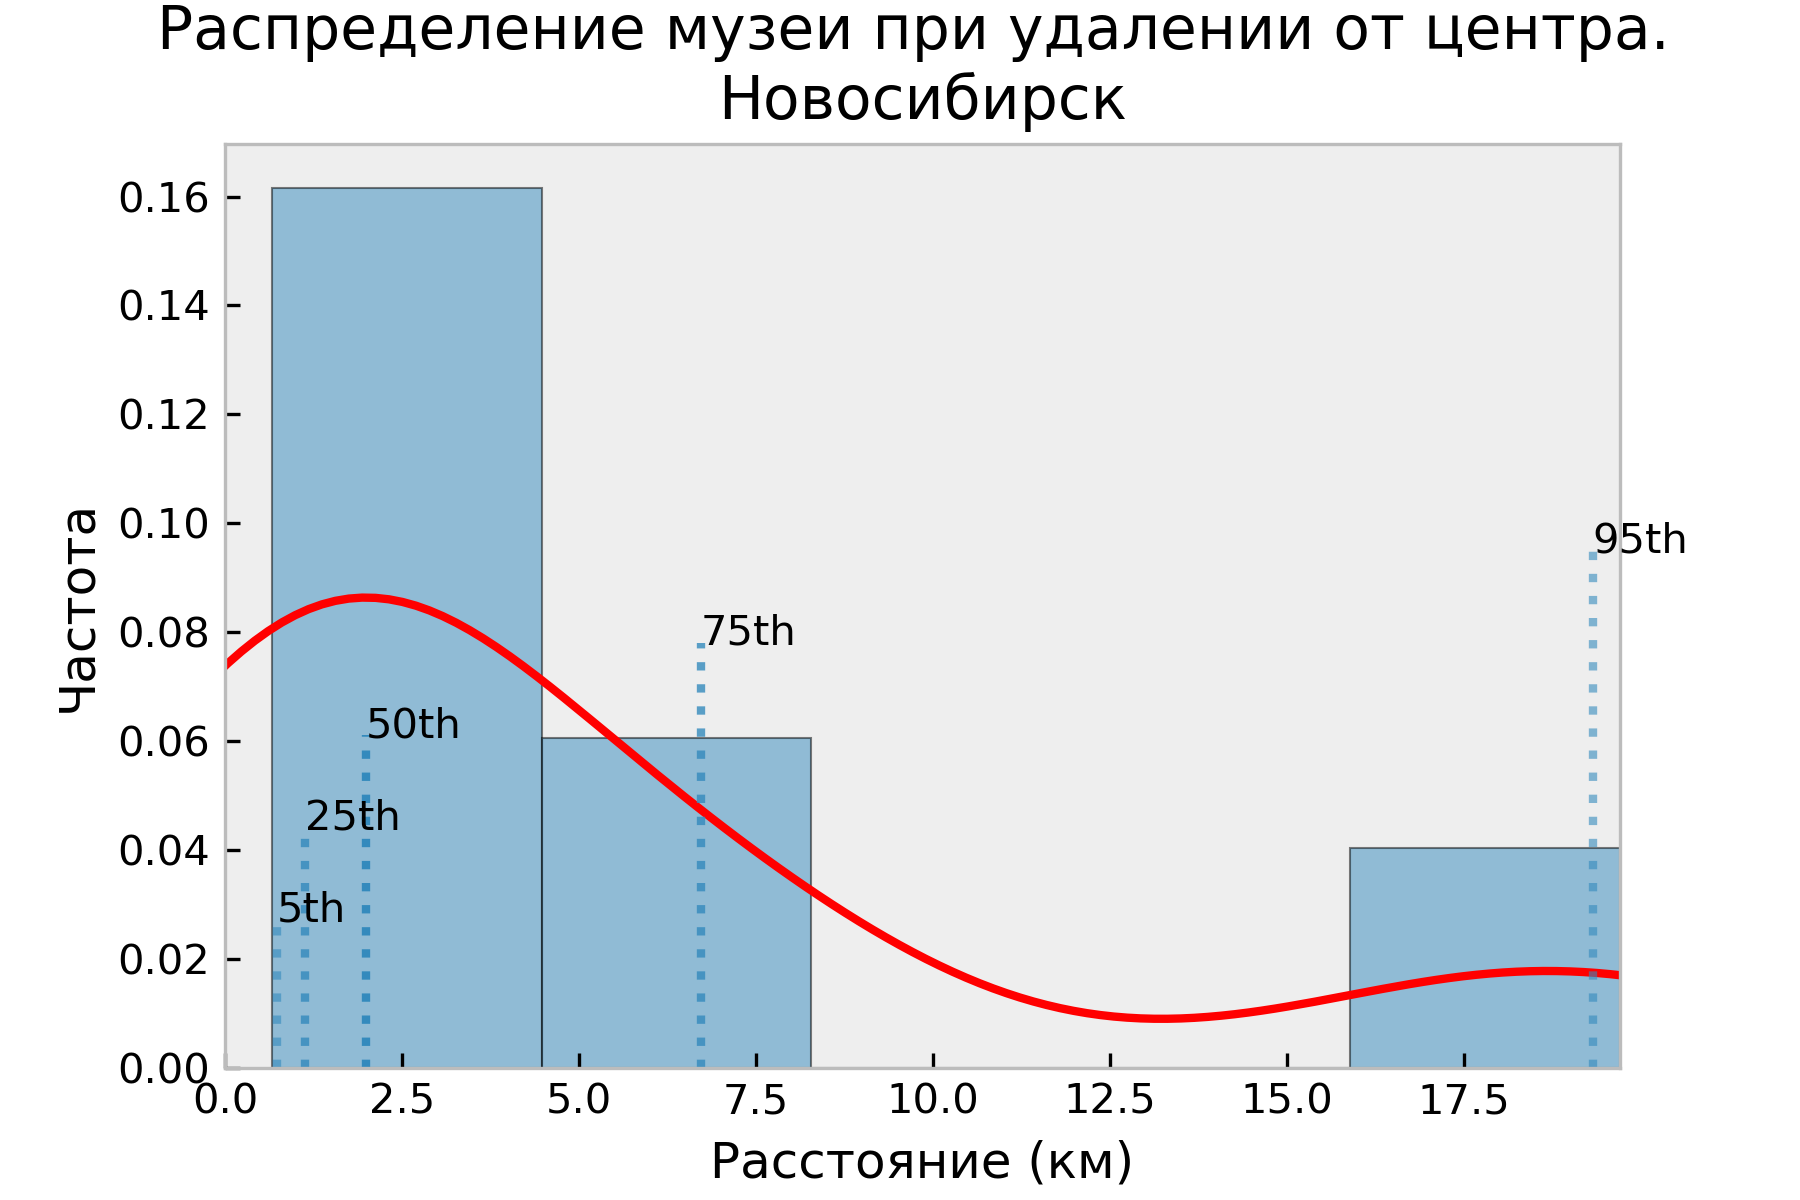 Распределение музеи при удалении от центра.
Новосибирск
0.16
0.14
0.12
0.10
0.08
0.06
0.04
0.02
0.00
Частота
5th
25th
50th
75th
95th
0.0 2.5 5.0 7.5 10.0 12.5 15.0 17.5
Расстояние (км)